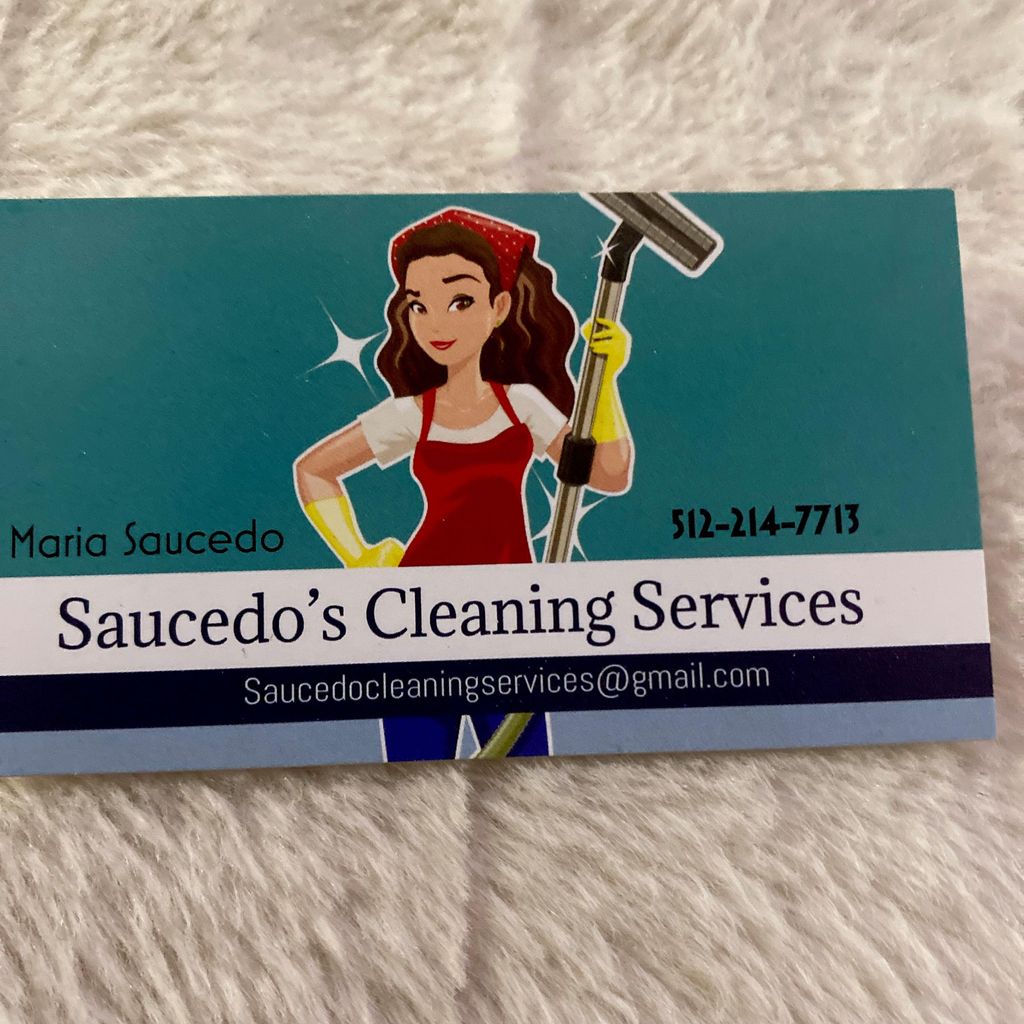 Maria Saucedo
512-214-7713
Saucedo's Cleaning Services
Saucedocleaningservices@gmail.com